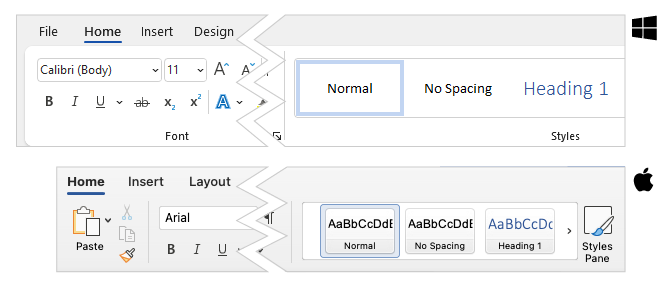 File Home Insert Design
Calibri (Body) 11 A A
B I U ab x₂ x² A
Normal No Spacing Heading 1
Font Styles
Home Insert Layout
Arial
AaBbCcDdE AaBbCcDdE AaBbCcDc
Paste B I U Normal No Spacing Heading 1 Styles
Pane